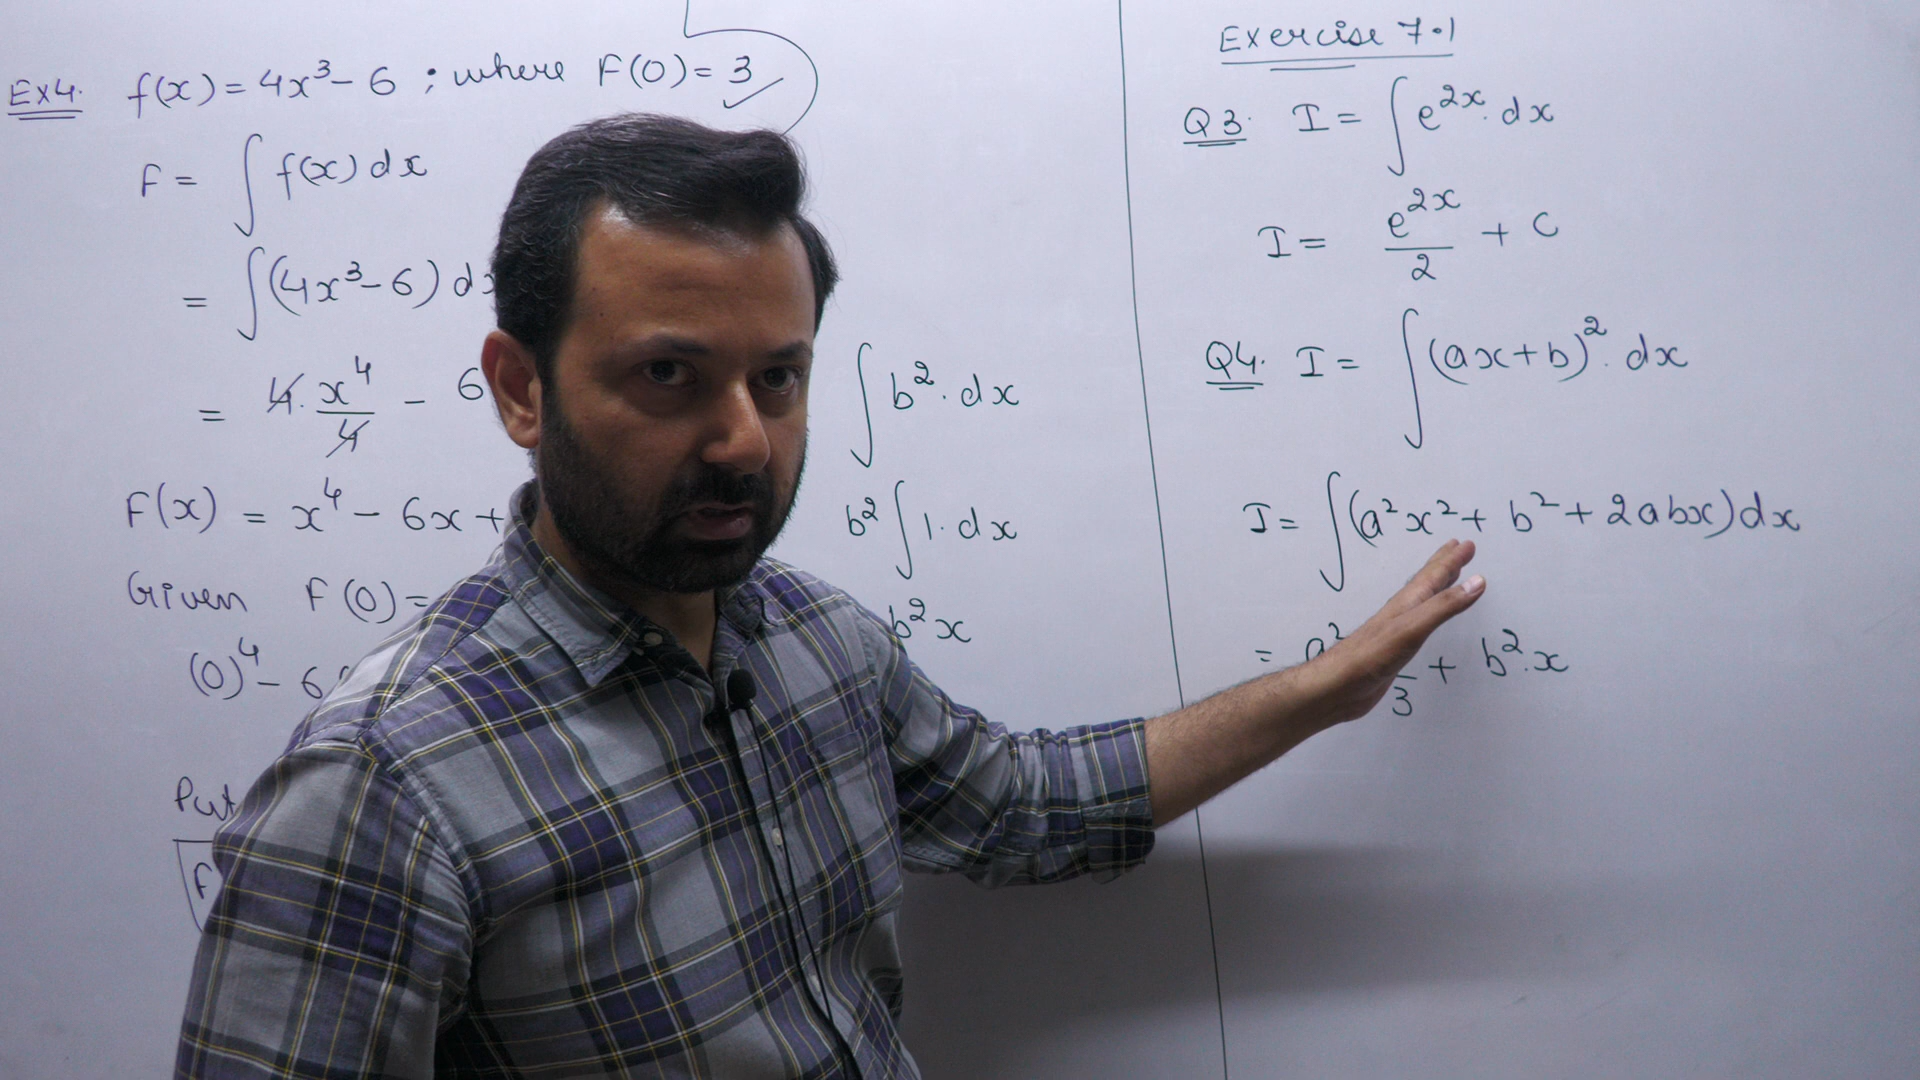 Ex4. f(x) = 4x³ - 6 ; where F(0) = 3 ✓
F = ∫ f(x) dx
= ∫(4x³ - 6) dx
= 4. x⁴/4 - 6
F(x) = x⁴ - 6x +
Given F(0) =
(0)⁴ - 6(
Put
F
∫ b². dx
b² ∫ 1. dx
b²x
Exercise 7.1
Q3. I = ∫ e²ˣ. dx
I = e²ˣ/2 + C
Q4. I = ∫ (ax+b)². dx
I = ∫(a²x² + b² + 2abx) dx
= a² /3 + b².x